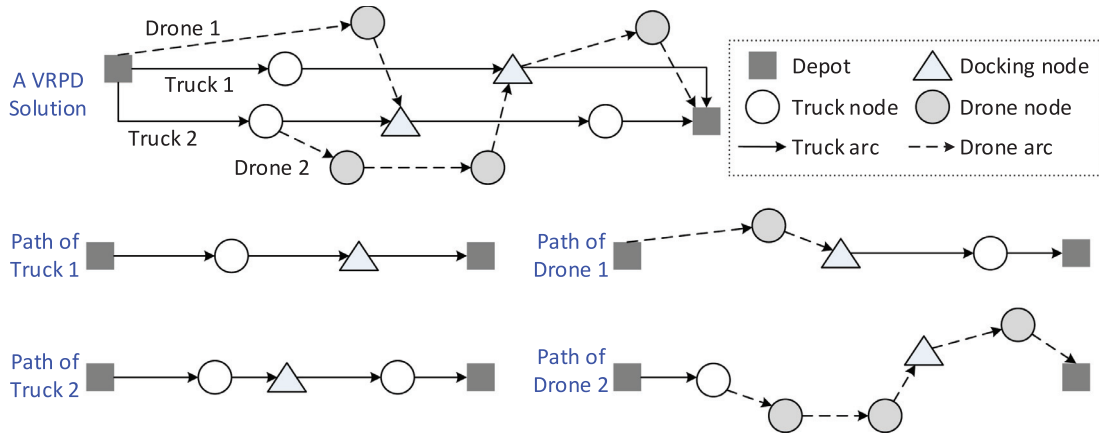 Drone 1
A VRPD
Solution
Truck 1
Truck 2
Drone 2
Depot
Docking node
Truck node
Drone node
Truck arc
Drone arc
Path of
Truck 1
Path of
Drone 1
Path of
Truck 2
Path of
Drone 2